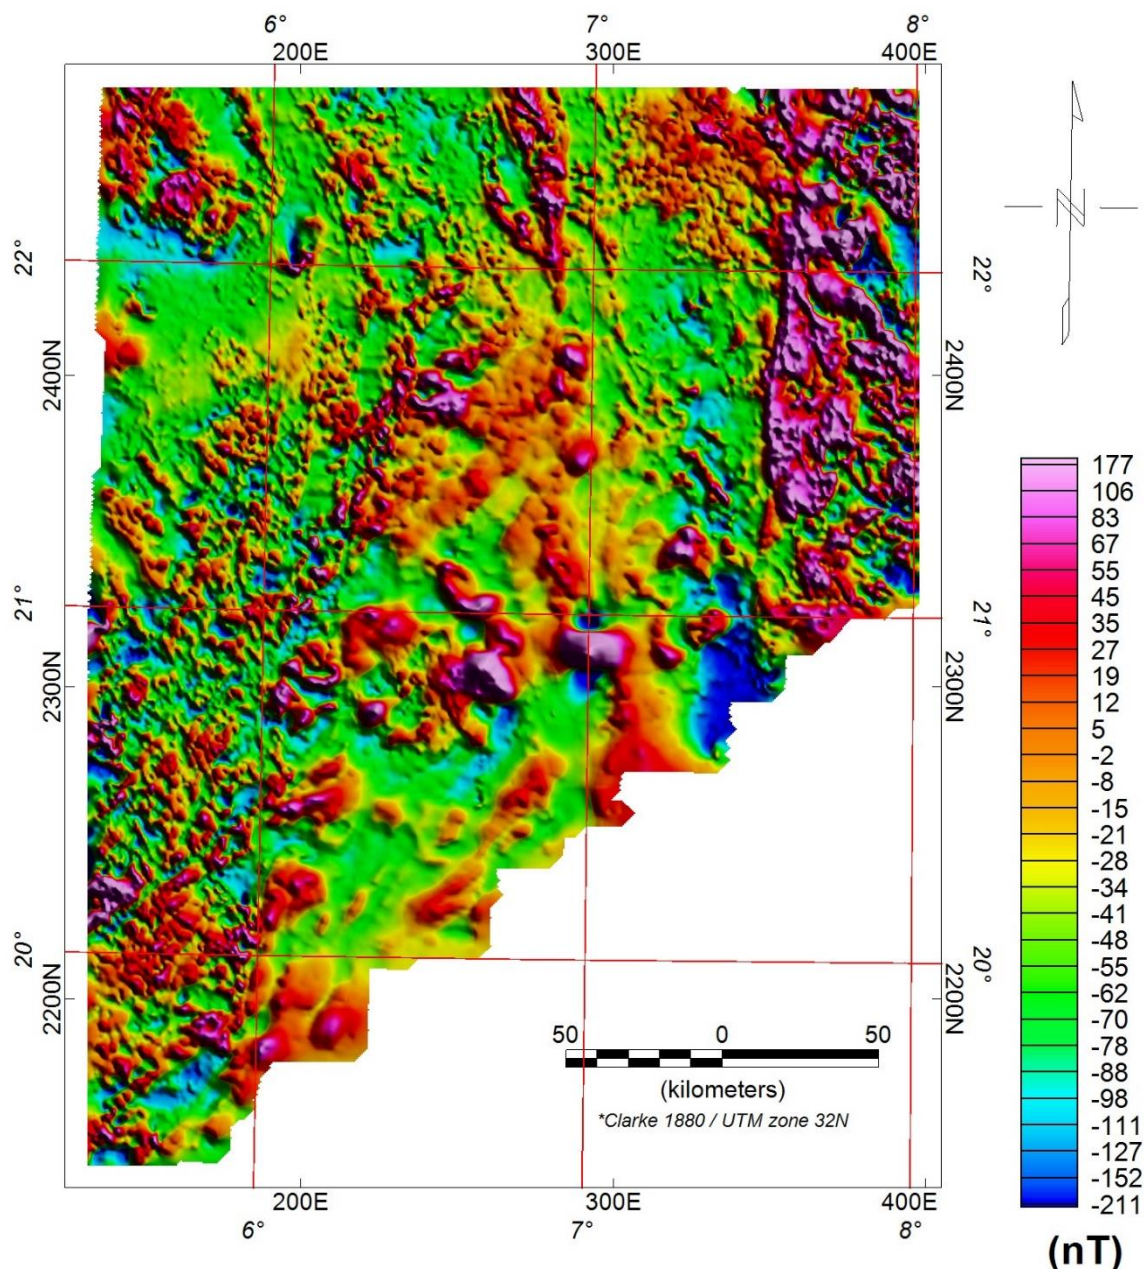 6° 7° 8°
200E 300E 400E
N
22° 22°
2400N 2400N
21° 21°
2300N 2300N
20° 20°
2200N 2200N
50 0 50
(kilometers)
*Clarke 1880 / UTM zone 32N
200E 300E 400E
6° 7° 8°
177
106
83
67
55
45
35
27
19
12
5
-2
-8
-15
-21
-28
-34
-41
-48
-55
-62
-70
-78
-88
-98
-111
-127
-152
-211
(nT)